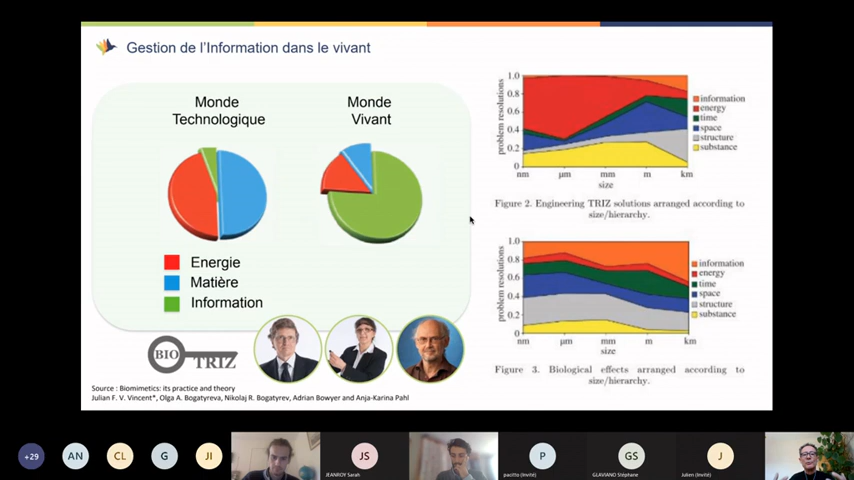 Gestion de l'Information dans le vivant
Monde
Technologique
Monde
Vivant
Energie
Matière
Information
BIO
TRIZ
Source : Biomimetics: its practice and theory
Julian F. V. Vincent*, Olga A. Bogatyreva, Nikolaj R. Bogatyrev, Adrian Bowyer and Anja-Karina Pahl
problem resolutions
1.0
0.8
0.6
0.4
0.2
0
nm
µm
mm
m
km
size
information
energy
time
space
structure
substance
Figure 2. Engineering TRIZ solutions arranged according to
size/hierarchy.
problem resolutions
1.0
0.8
0.6
0.4
0.2
0
nm
µm
mm
m
km
size
information
energy
time
space
structure
substance
Figure 3. Biological effects arranged according to
size/hierarchy.
+29
AN
CL
G
JI
JS
JEANROY Sarah
P
pacitto (Invité)
GS
GLAVIANO Stéphane
J
Julien (Invité)